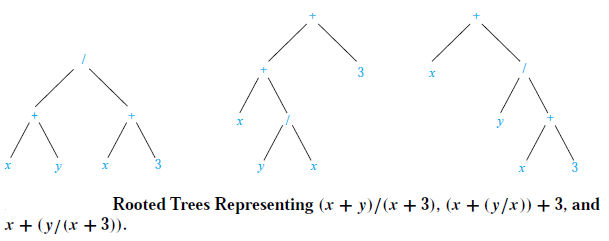 + +
/
+ 3 x /
+ + x / y +
x y x 3 y x x 3
Rooted Trees Representing (x + y)/(x + 3), (x + (y/x)) + 3, and
x + (y/(x + 3)).